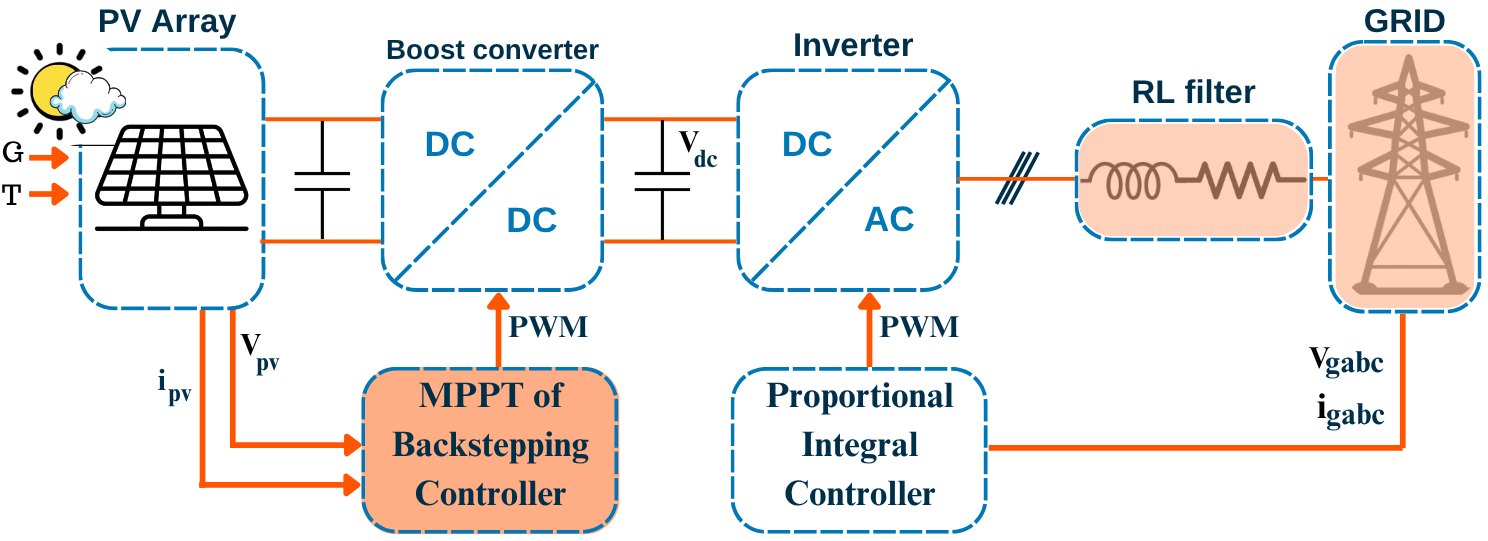 PV Array
Boost converter
Inverter
RL filter
GRID
G
T
DC
DC
Vdc
DC
AC
PWM
PWM
Vpv
ipv
MPPT of
Backstepping
Controller
Proportional
Integral
Controller
Vgabc
igabc